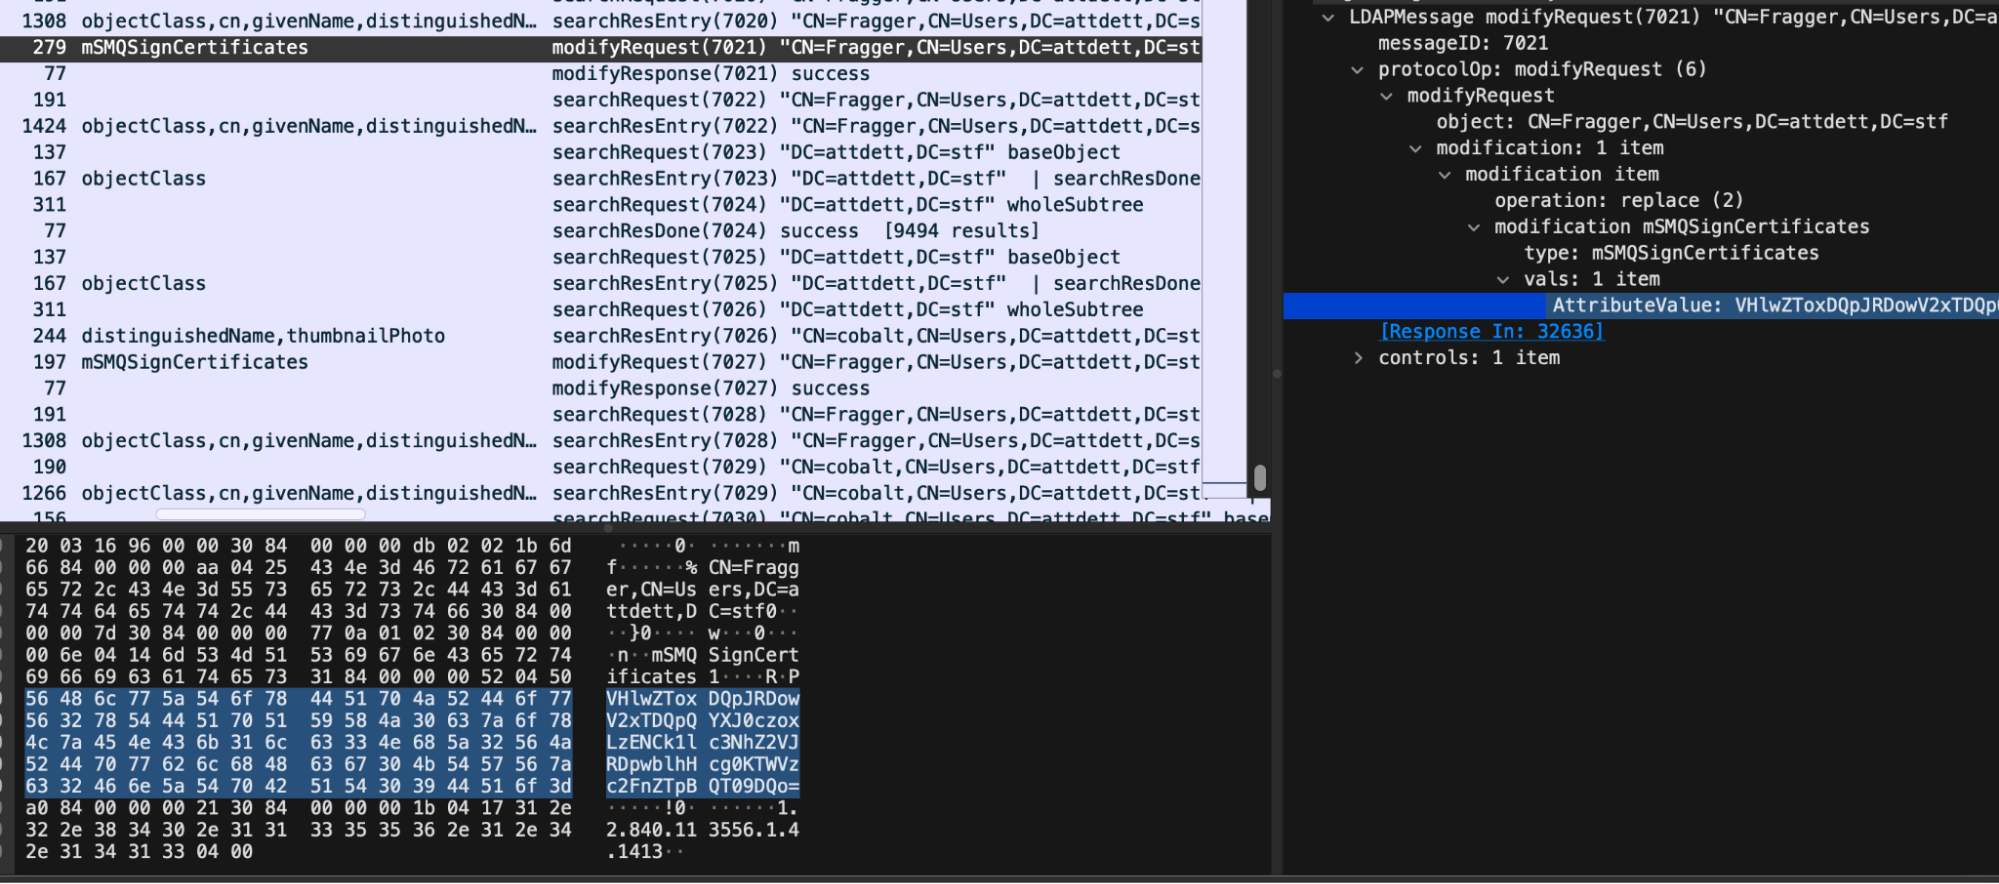 1308 objectClass,cn,givenName,distinguishedN… searchResEntry(7020) "CN=Fragger,CN=Users,DC=attdett,DC=s
279 mSMQSignCertificates modifyRequest(7021) "CN=Fragger,CN=Users,DC=attdett,DC=st
77 modifyResponse(7021) success
191 searchRequest(7022) "CN=Fragger,CN=Users,DC=attdett,DC=st
1424 objectClass,cn,givenName,distinguishedN… searchResEntry(7022) "CN=Fragger,CN=Users,DC=attdett,DC=s
137 searchRequest(7023) "DC=attdett,DC=stf" baseObject
167 objectClass searchResEntry(7023) "DC=attdett,DC=stf"  | searchResDone
311 searchRequest(7024) "DC=attdett,DC=stf" wholeSubtree
77 searchResDone(7024) success  [9494 results]
137 searchRequest(7025) "DC=attdett,DC=stf" baseObject
167 objectClass searchResEntry(7025) "DC=attdett,DC=stf"  | searchResDone
311 searchRequest(7026) "DC=attdett,DC=stf" wholeSubtree
244 distinguishedName,thumbnailPhoto searchResEntry(7026) "CN=cobalt,CN=Users,DC=attdett,DC=st
197 mSMQSignCertificates modifyRequest(7027) "CN=Fragger,CN=Users,DC=attdett,DC=st
77 modifyResponse(7027) success
191 searchRequest(7028) "CN=Fragger,CN=Users,DC=attdett,DC=st
1308 objectClass,cn,givenName,distinguishedN… searchResEntry(7028) "CN=Fragger,CN=Users,DC=attdett,DC=s
190 searchRequest(7029) "CN=cobalt,CN=Users,DC=attdett,DC=stf
1266 objectClass,cn,givenName,distinguishedN… searchResEntry(7029) "CN=cobalt,CN=Users,DC=attdett,DC=st
156 searchRequest(7030) "CN=cobalt,CN=Users,DC=attdett,DC=stf" base
LDAPMessage modifyRequest(7021) "CN=Fragger,CN=Users,DC=a
messageID: 7021
protocolOp: modifyRequest (6)
modifyRequest
object: CN=Fragger,CN=Users,DC=attdett,DC=stf
modification: 1 item
modification item
operation: replace (2)
modification mSMQSignCertificates
type: mSMQSignCertificates
vals: 1 item
AttributeValue: VHlwZToxDQpJRDowV2xTDQp
[Response In: 32636]
controls: 1 item
20 03 16 96 00 00 30 84 00 00 00 db 02 02 1b 6d ·····0· ·······m
66 84 00 00 00 aa 04 25 43 4e 3d 46 72 61 67 67 f······% CN=Fragg
65 72 2c 43 4e 3d 55 73 65 72 73 2c 44 43 3d 61 er,CN=Us ers,DC=a
74 74 64 65 74 74 2c 44 43 3d 73 74 66 30 84 00 ttdett,D C=stf0··
00 00 7d 30 84 00 00 00 77 0a 01 02 30 84 00 00 ··}0···· w···0···
00 6e 04 14 6d 53 4d 51 53 69 67 6e 43 65 72 74 ·n··mSMQ SignCert
69 66 69 63 61 74 65 73 31 84 00 00 00 52 04 50 ificates 1····R·P
56 48 6c 77 5a 54 6f 78 44 51 70 4a 52 44 6f 77 VHlwZTox DQpJRDow
56 32 78 54 44 51 70 51 59 58 4a 30 63 7a 6f 78 V2xTDQpQ YXJ0czox
4c 7a 45 4e 43 6b 31 6c 63 33 4e 68 5a 32 56 4a LzENCk1l c3NhZ2VJ
52 44 70 77 62 6c 68 48 63 67 30 4b 54 57 56 7a RDpwblhH cg0KTWVz
63 32 46 6e 5a 54 70 42 51 54 30 39 44 51 6f 3d c2FnZTpB QT09DQo=
a0 84 00 00 00 21 30 84 00 00 00 1b 04 17 31 2e ·····!0· ······1.
32 2e 38 34 30 2e 31 31 33 35 35 36 2e 31 2e 34 2.840.11 3556.1.4
2e 31 34 31 33 04 00 .1413··